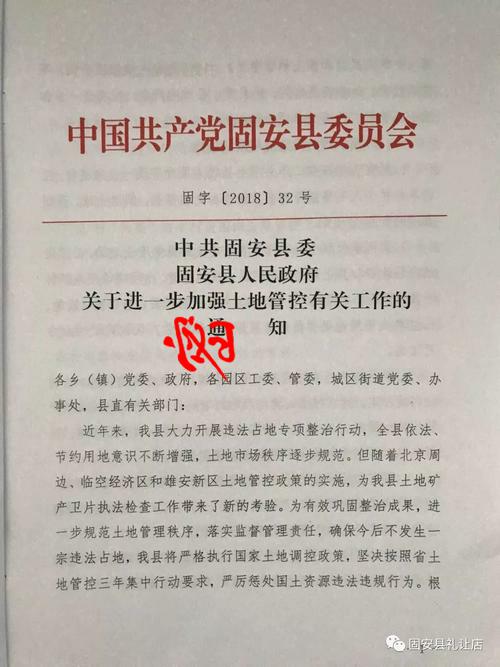 中国共产党固安县委员会
固字〔2018〕32号
中共固安县委
固安县人民政府
关于进一步加强土地管控有关工作的
通 知
各乡（镇）党委、政府，各园区工委、管委，城区街道党委、办
事处，县直有关部门：
近年来，我县大力开展违法占地专项整治行动，全县依法、
节约用地意识不断增强，土地市场秩序逐步规范。但随着北京周
边、临空经济区和雄安新区土地管控政策的实施，为我县土地矿
产卫片执法检查工作带来了新的考验。为有效巩固整治成果，进
一步规范土地管理秩序，落实监督管理责任，确保今后不发生一
宗违法占地，我县将严格执行国家土地调控政策，坚决按照省土
地管控三年集中行动要求，严厉惩处国土资源违法违规行为。根
1
固安县礼让店